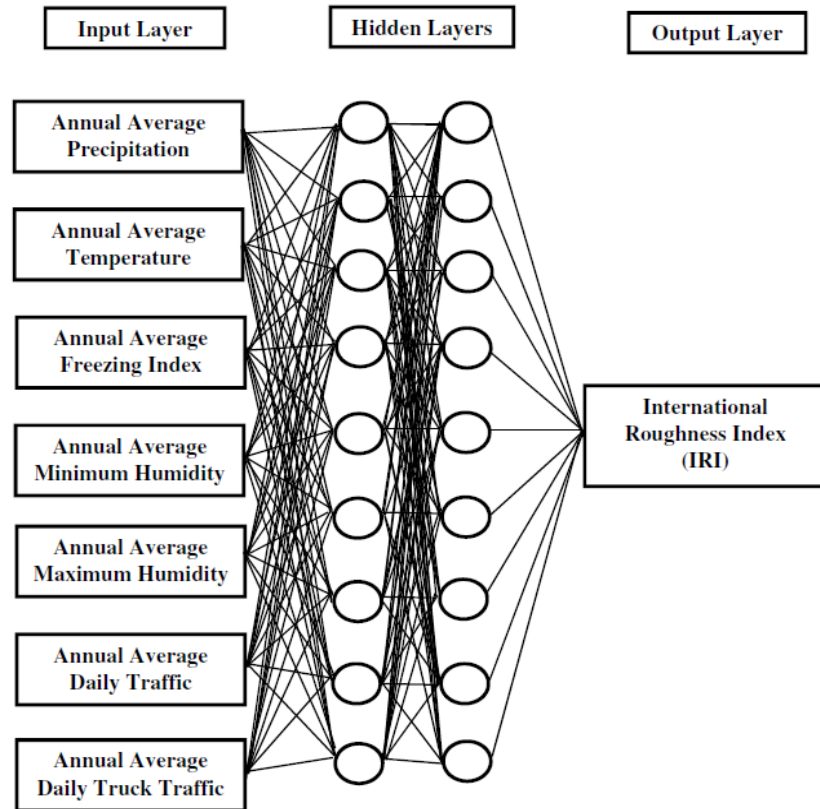 Input Layer
Hidden Layers
Output Layer
Annual Average
Precipitation
Annual Average
Temperature
Annual Average
Freezing Index
Annual Average
Minimum Humidity
Annual Average
Maximum Humidity
Annual Average
Daily Traffic
Annual Average
Daily Truck Traffic
International
Roughness Index
(IRI)